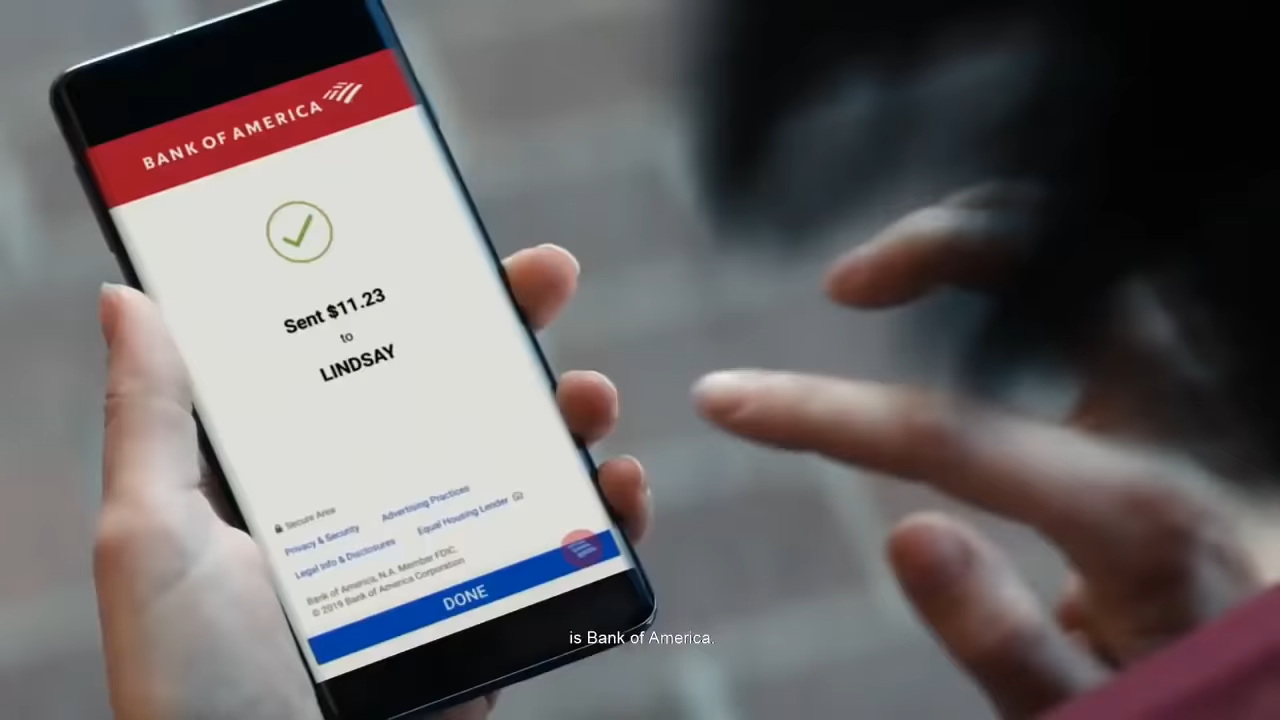 BANK OF AMERICA
Sent $11.23
to
LINDSAY
Secure Area
Privacy & Security Advertising Practices
Legal Info & Disclosures Equal Housing Lender
Bank of America, N.A. Member FDIC.
© 2019 Bank of America Corporation
DONE
is Bank of America.